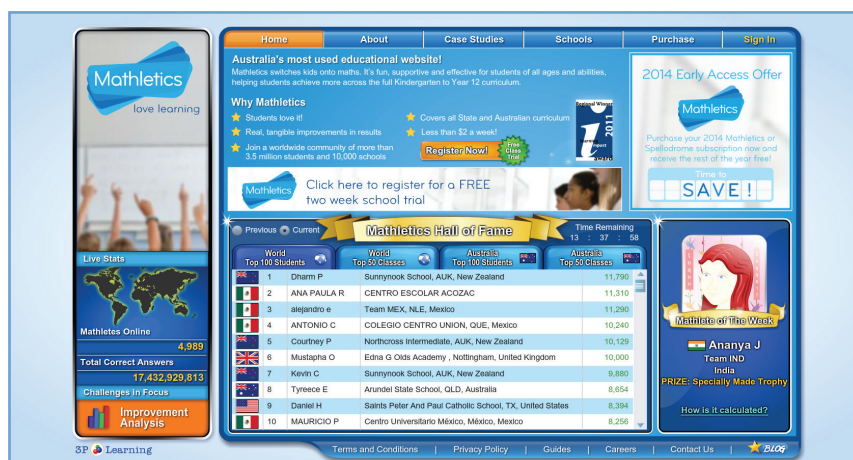 Mathletics
love learning
Live Stats
Mathletes Online
4,989
Total Correct Answers
17,432,929,813
Challenges in Focus
Improvement
Analysis
3P Learning
Home
About
Case Studies
Schools
Purchase
Sign In
Australia's most used educational website!
Mathletics switches kids onto maths. It's fun, supportive and effective for students of all ages and abilities,
helping students achieve more across the full Kindergarten to Year 12 curriculum.
Why Mathletics
Students love it!
Real, tangible improvements in results
Join a worldwide community of more than
3.5 million students and 10,000 schools
Covers all State and Australian curriculum
Less than $2 a week!
Register Now!
Free
Class
Trial
Regional Winner
2011
award
Mathletics
Click here to register for a FREE
two week school trial
2014 Early Access Offer
Mathletics
Purchase your 2014 Mathletics or
Spellodrome subscription now and
receive the rest of the year free!
Time to
SAVE!
Previous Current
Mathletics Hall of Fame
Time Remaining
13 : 37 : 58
World
Top 100 Students
World
Top 50 Classes
Australia
Top 100 Students
Australia
Top 50 Classes
1 Dharm P Sunnynook School, AUK, New Zealand 11,790
2 ANA PAULA R CENTRO ESCOLAR ACOZAC 11,310
3 alejandro e Team MEX, NLE, Mexico 11,290
4 ANTONIO C COLEGIO CENTRO UNION, QUE, Mexico 10,240
5 Courtney P Northcross Intermediate, AUK, New Zealand 10,129
6 Mustapha O Edna G Olds Academy , Nottingham, United Kingdom 10,000
7 Kevin C Sunnynook School, AUK, New Zealand 9,880
8 Tyreece E Arundel State School, QLD, Australia 8,654
9 Daniel H Saints Peter And Paul Catholic School, TX, United States 8,394
10 MAURICIO P Centro Universitario México, México, Mexico 8,256
Mathlete of The Week
Ananya J
Team IND
India
PRIZE: Specially Made Trophy
How is it calculated?
Terms and Conditions | Privacy Policy | Guides | Careers | Contact Us | BLOG